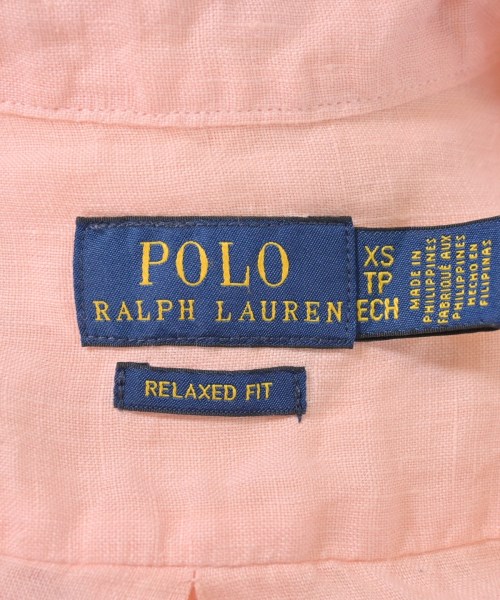 POLO
RALPH LAUREN
XS
TP
ECH
MADE IN
PHILIPPINES
FABRIQUÉ AUX
PHILIPPINES
HECHO EN
FILIPINAS
RELAXED FIT